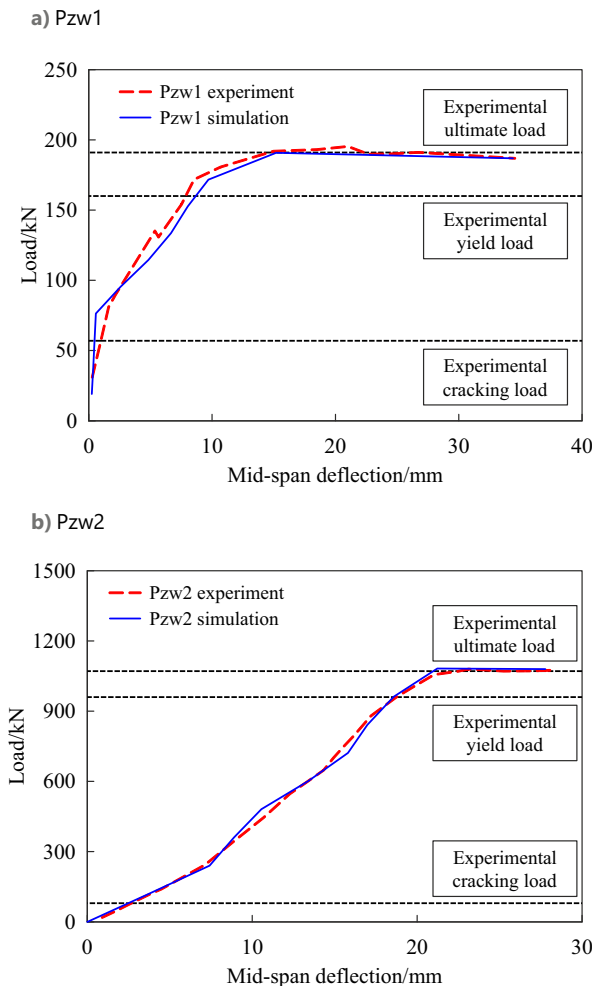 a) Pzw1
250
200
150
100
50
0
Load/kN
Pzw1 experiment
Pzw1 simulation
Experimental
ultimate load
Experimental
yield load
Experimental
cracking load
0 10 20 30 40
Mid-span deflection/mm
b) Pzw2
1500
1200
900
600
300
0
Load/kN
Pzw2 experiment
Pzw2 simulation
Experimental
ultimate load
Experimental
yield load
Experimental
cracking load
0 10 20 30
Mid-span deflection/mm